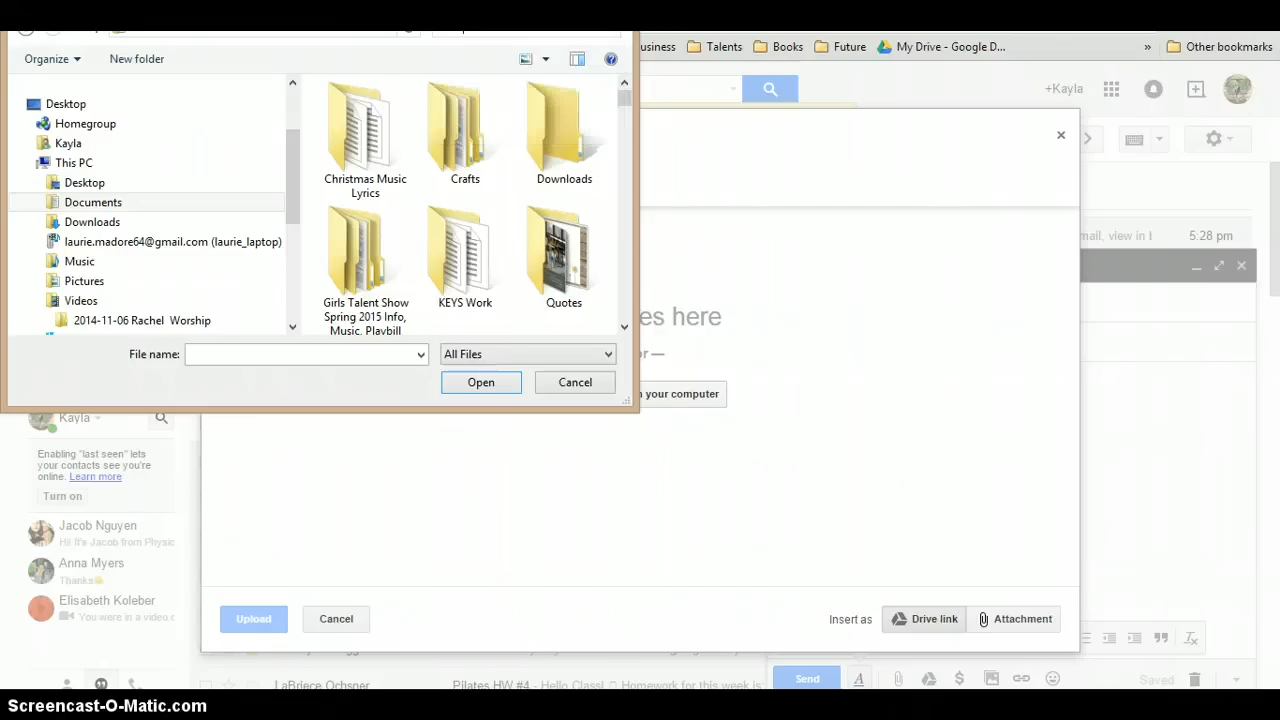 usiness
Talents
Books
Future
My Drive - Google D...
»
Other bookmarks
Organize
New folder
+Kayla
Desktop
Homegroup
Kayla
This PC
Desktop
Documents
Downloads
laurie.madore64@gmail.com (laurie_laptop)
Music
Pictures
Videos
2014-11-06 Rachel Worship
Christmas Music
Lyrics
Crafts
Downloads
Girls Talent Show
Spring 2015 Info,
Music, Playbill
KEYS Work
Quotes
File name:
All Files
Open
Cancel
mail, view in
5:28 pm
es here
or —
your computer
Kayla
Enabling "last seen" lets
your contacts see you're
online. Learn more
Turn on
Jacob Nguyen
Hi! It's Jacob from Physic
Anna Myers
Thanks
Elisabeth Koleber
You were in a video c
Upload
Cancel
Insert as
Drive link
Attachment
LaBriece Ochsner
Pilates HW #4 - Hello Class! Homework for this week is
Send
Saved
Screencast-O-Matic.com